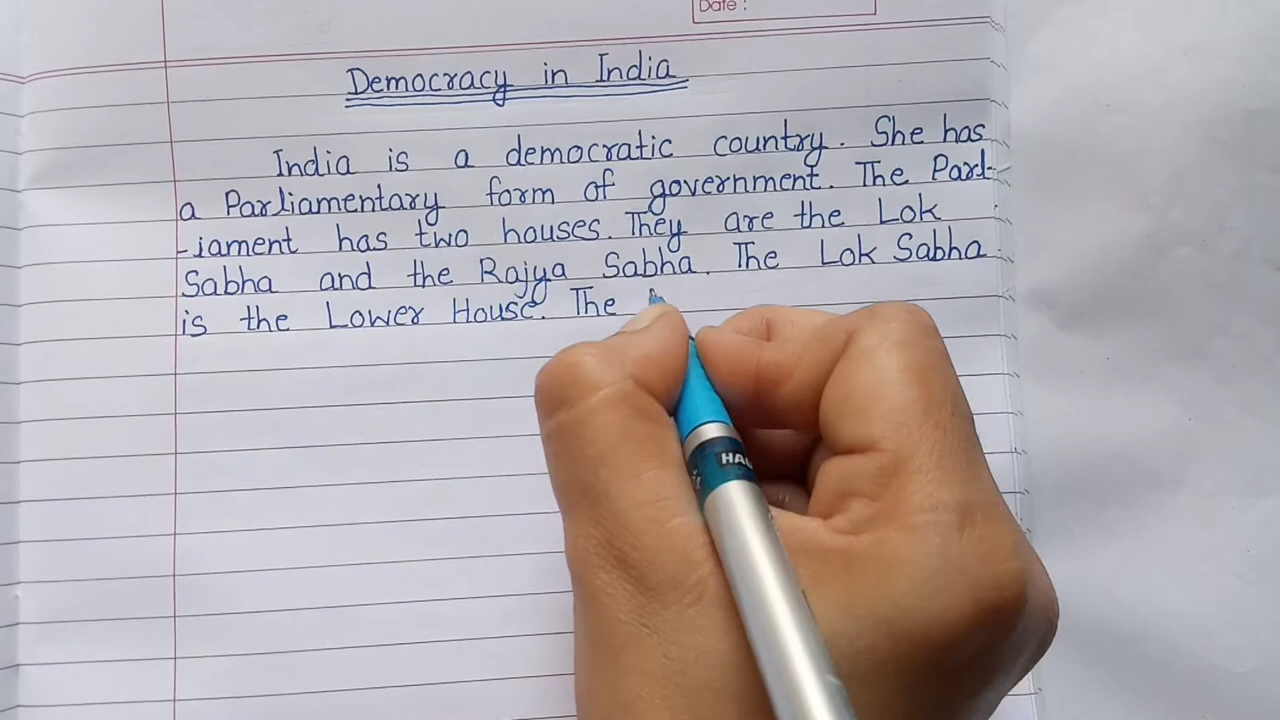 Date :
Democracy in India
India is a democratic country. She has
a Parliamentary form of government. The Parl-
-iament has two houses. They are the Lok
Sabha and the Rajya Sabha. The Lok Sabha
is the Lower House. The